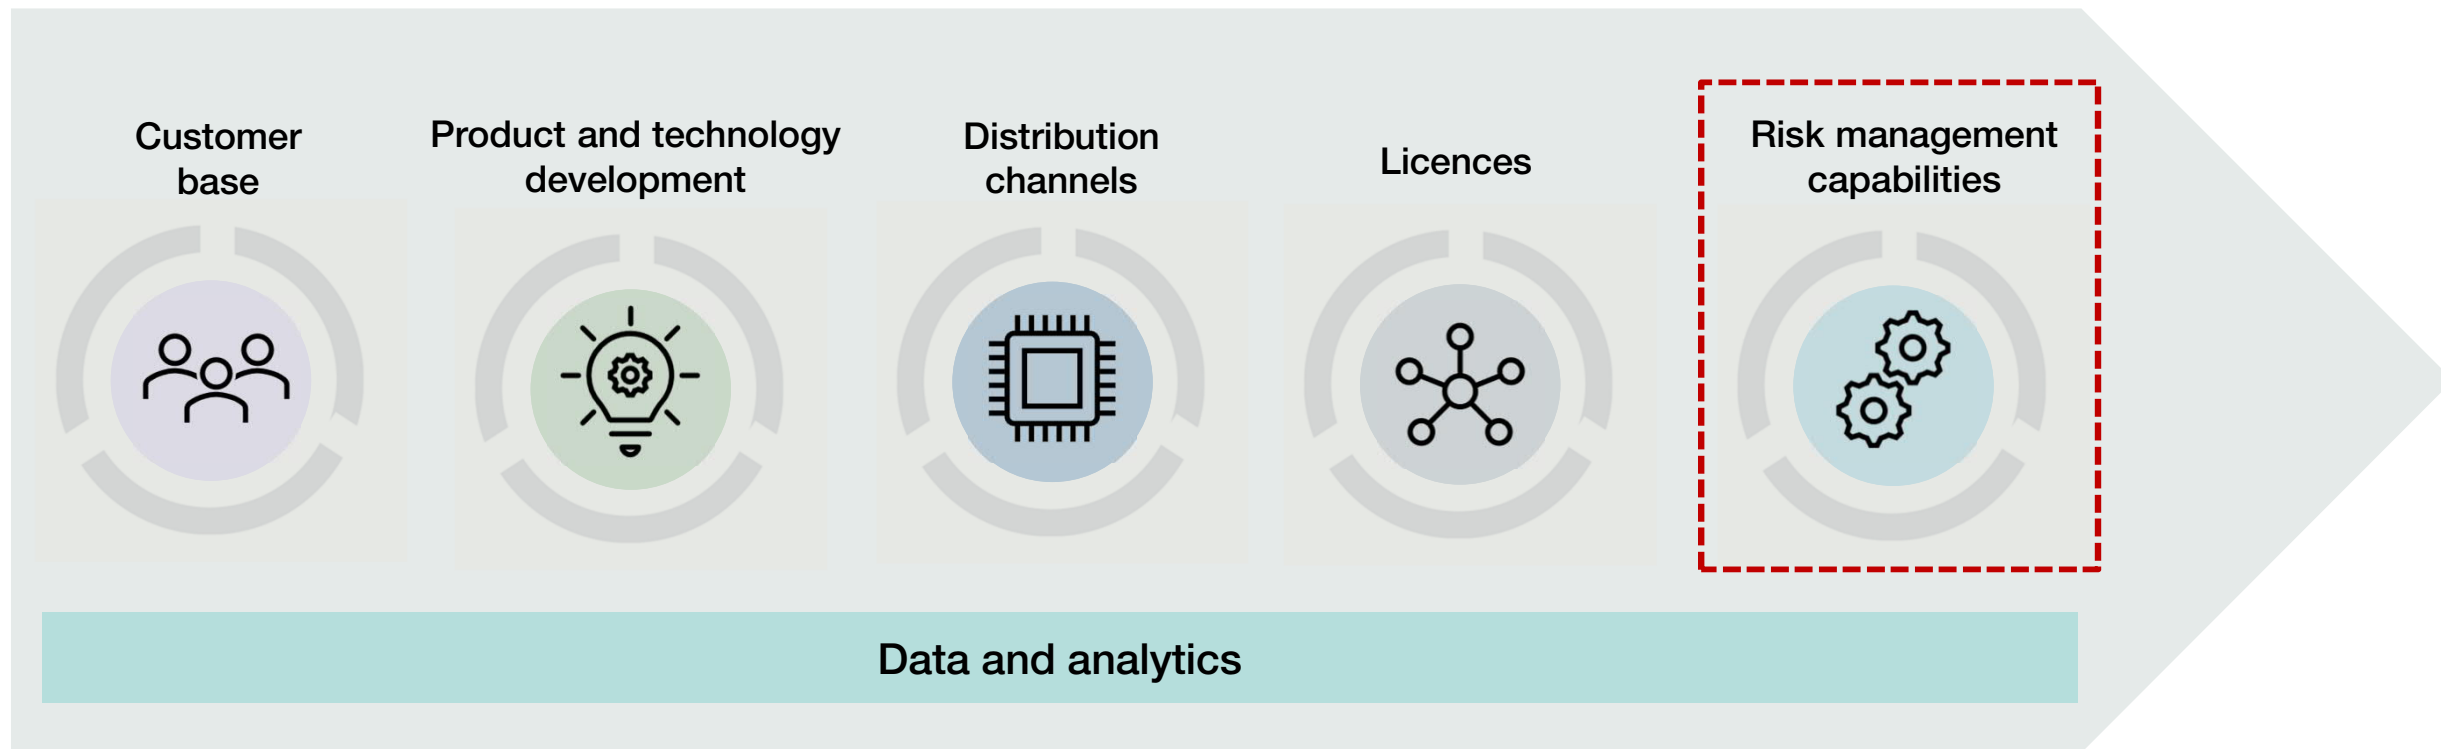 Customer
base
Product and technology
development
Distribution
channels
Licences
Risk management
capabilities
Data and analytics